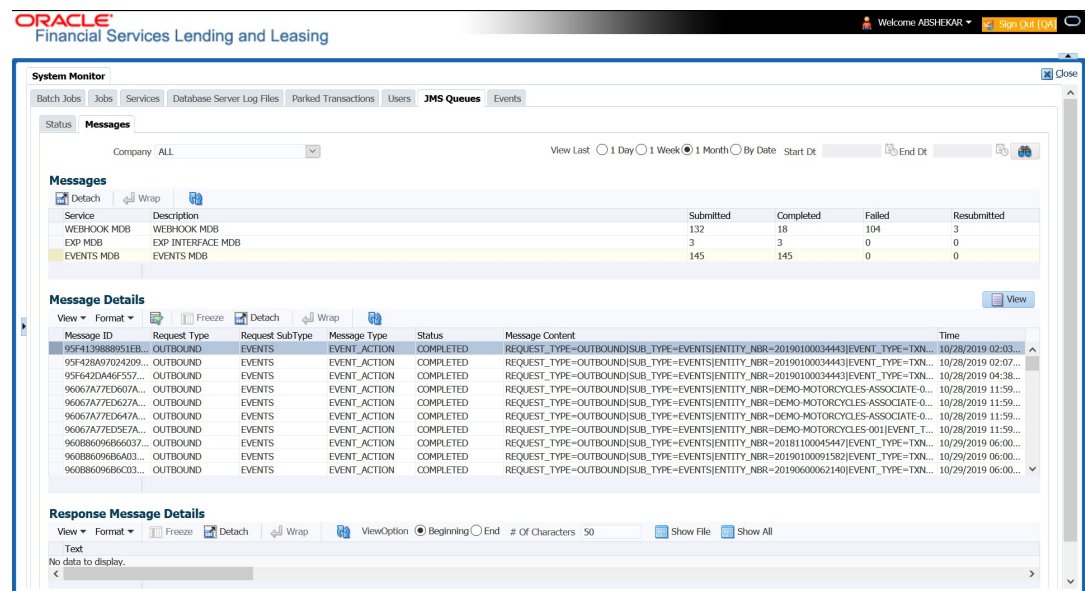 ORACLE®
Welcome ABSHEKAR Sign Out [QA]
Financial Services Lending and Leasing
System Monitor Close
Batch Jobs Jobs Services Database Server Log Files Parked Transactions Users JMS Queues Events
Status Messages
Company ALL View Last 1 Day 1 Week 1 Month By Date Start Dt End Dt
Messages
Detach Wrap
Service Description Submitted Completed Failed Resubmitted
WEBHOOK MDB WEBHOOK MDB 132 18 104 3
EXP MDB EXP INTERFACE MDB 3 3 0 0
EVENTS MDB EVENTS MDB 145 145 0 0
Message Details View
View Format Freeze Detach Wrap
Message ID Request Type Request SubType Message Type Status Message Content Time
95F4139888951EB... OUTBOUND EVENTS EVENT_ACTION COMPLETED REQUEST_TYPE=OUTBOUND|SUB_TYPE=EVENTS|ENTITY_NBR=20190100034443|EVENT_TYPE=TXN... 10/28/2019 02:03...
95F428A97024209... OUTBOUND EVENTS EVENT_ACTION COMPLETED REQUEST_TYPE=OUTBOUND|SUB_TYPE=EVENTS|ENTITY_NBR=20190100034443|EVENT_TYPE=TXN... 10/28/2019 02:07...
95F642DA46F557... OUTBOUND EVENTS EVENT_ACTION COMPLETED REQUEST_TYPE=OUTBOUND|SUB_TYPE=EVENTS|ENTITY_NBR=20190100034443|EVENT_TYPE=TXN... 10/28/2019 04:38...
96067A77ED607A... OUTBOUND EVENTS EVENT_ACTION COMPLETED REQUEST_TYPE=OUTBOUND|SUB_TYPE=EVENTS|ENTITY_NBR=DEMO-MOTORCYCLES-ASSOCIATE-0... 10/28/2019 11:59...
96067A77ED627A... OUTBOUND EVENTS EVENT_ACTION COMPLETED REQUEST_TYPE=OUTBOUND|SUB_TYPE=EVENTS|ENTITY_NBR=DEMO-MOTORCYCLES-ASSOCIATE-0... 10/28/2019 11:59...
96067A77ED647A... OUTBOUND EVENTS EVENT_ACTION COMPLETED REQUEST_TYPE=OUTBOUND|SUB_TYPE=EVENTS|ENTITY_NBR=DEMO-MOTORCYCLES-ASSOCIATE-0... 10/28/2019 11:59...
96067A77ED5E7A... OUTBOUND EVENTS EVENT_ACTION COMPLETED REQUEST_TYPE=OUTBOUND|SUB_TYPE=EVENTS|ENTITY_NBR=DEMO-MOTORCYCLES-001|EVENT_T... 10/28/2019 11:59...
960B86096B66037... OUTBOUND EVENTS EVENT_ACTION COMPLETED REQUEST_TYPE=OUTBOUND|SUB_TYPE=EVENTS|ENTITY_NBR=20181100045447|EVENT_TYPE=TXN... 10/29/2019 06:00...
960B86096B6A03... OUTBOUND EVENTS EVENT_ACTION COMPLETED REQUEST_TYPE=OUTBOUND|SUB_TYPE=EVENTS|ENTITY_NBR=20190100091582|EVENT_TYPE=TXN... 10/29/2019 06:00...
960B86096B6C03... OUTBOUND EVENTS EVENT_ACTION COMPLETED REQUEST_TYPE=OUTBOUND|SUB_TYPE=EVENTS|ENTITY_NBR=20190600062140|EVENT_TYPE=TXN... 10/29/2019 06:00...
Response Message Details
View Format Freeze Detach Wrap ViewOption Beginning End # Of Characters 50 Show File Show All
Text
No data to display.